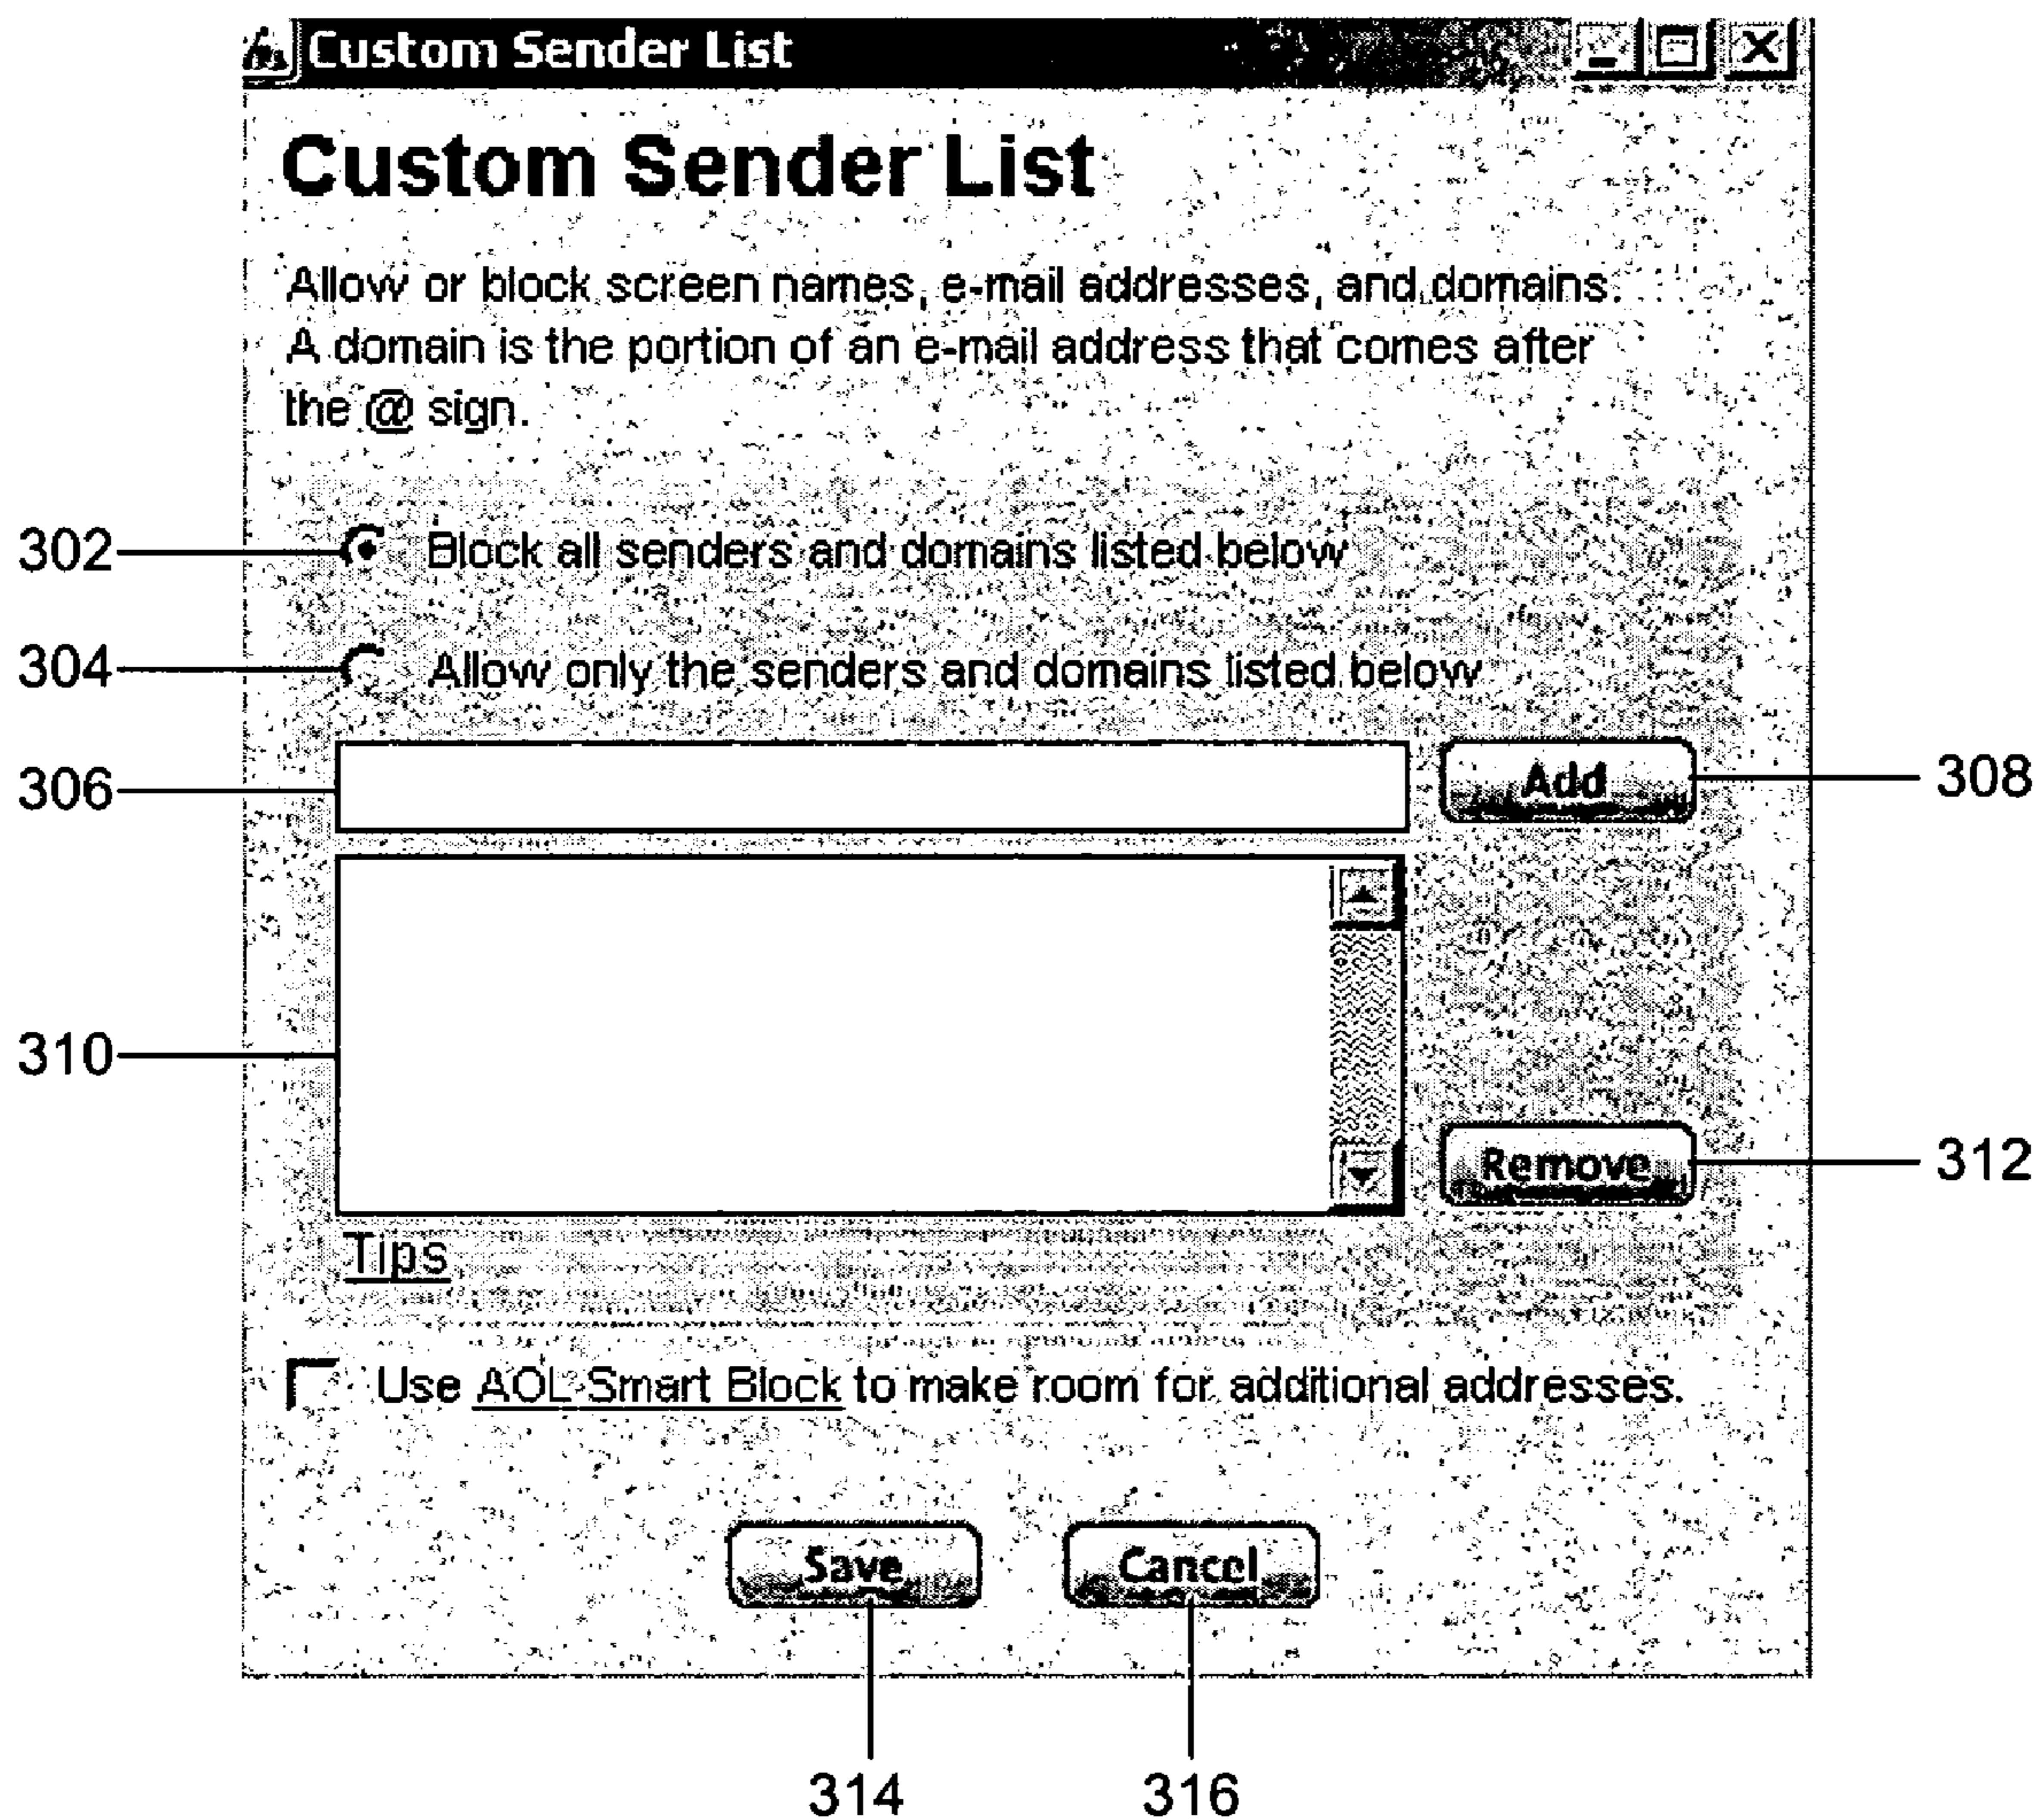 Custom Sender List
Custom Sender List
Allow or block screen names, e-mail addresses, and domains.
A domain is the portion of an e-mail address that comes after
the @ sign.
302
Block all senders and domains listed below
304
Allow only the senders and domains listed below
306
Add
308
310
Remove
312
Tips
Use AOL Smart Block to make room for additional addresses.
Save
Cancel
314
316